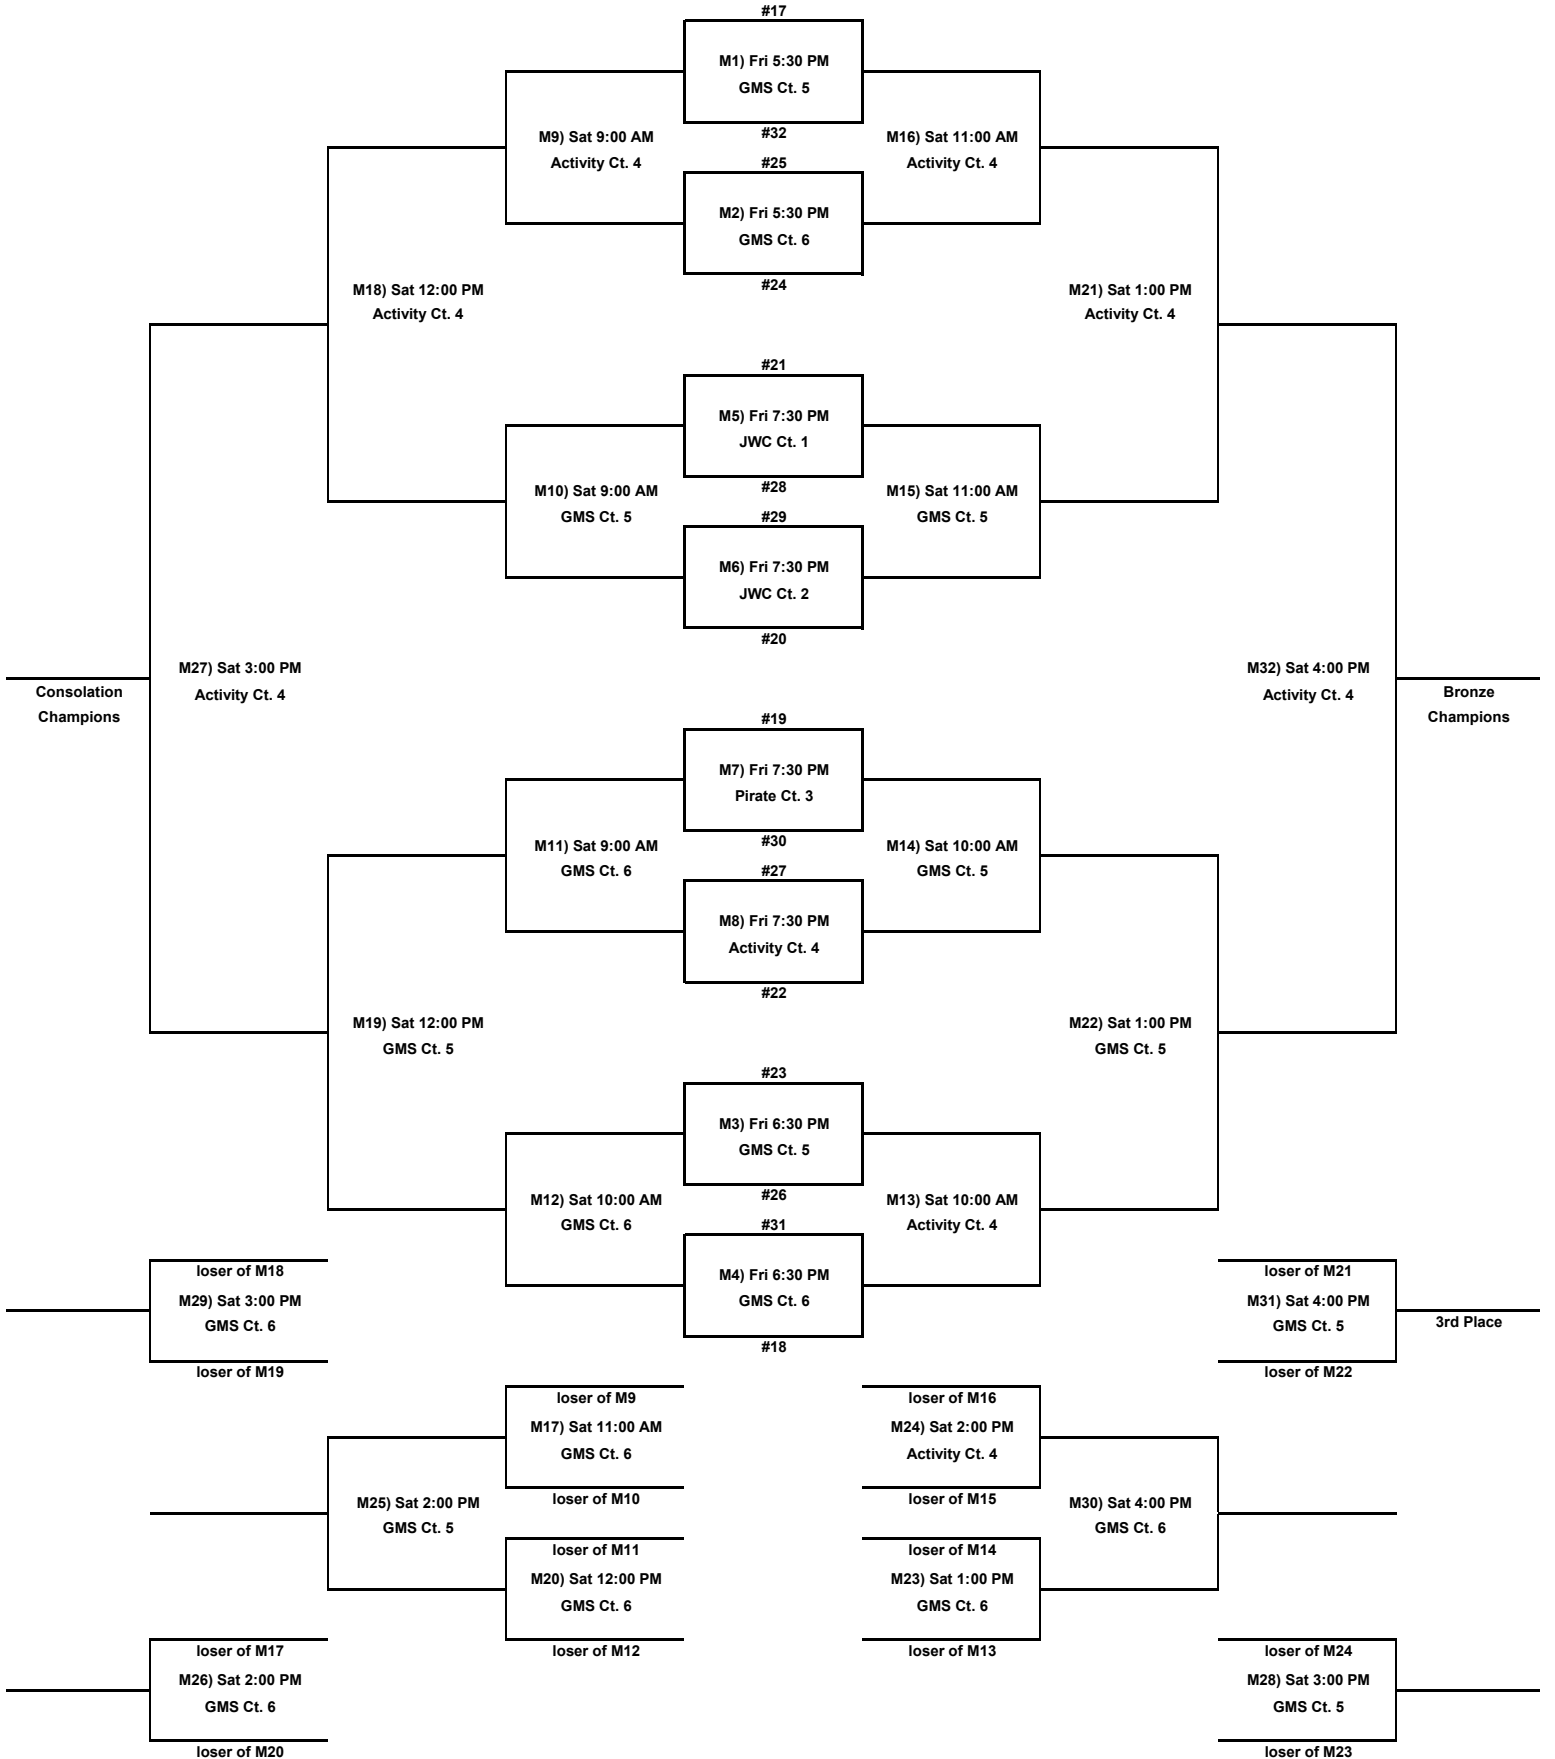 #17
M1) Fri 5:30 PM
GMS Ct. 5
#32
M9) Sat 9:00 AM
Activity Ct. 4
M16) Sat 11:00 AM
Activity Ct. 4
#25
M2) Fri 5:30 PM
GMS Ct. 6
#24
M18) Sat 12:00 PM
Activity Ct. 4
M21) Sat 1:00 PM
Activity Ct. 4
#21
M5) Fri 7:30 PM
JWC Ct. 1
#28
M10) Sat 9:00 AM
GMS Ct. 5
M15) Sat 11:00 AM
GMS Ct. 5
#29
M6) Fri 7:30 PM
JWC Ct. 2
#20
M27) Sat 3:00 PM
Activity Ct. 4
M32) Sat 4:00 PM
Activity Ct. 4
Consolation
Champions
Bronze
Champions
#19
M7) Fri 7:30 PM
Pirate Ct. 3
#30
M11) Sat 9:00 AM
GMS Ct. 6
M14) Sat 10:00 AM
GMS Ct. 5
#27
M8) Fri 7:30 PM
Activity Ct. 4
#22
M19) Sat 12:00 PM
GMS Ct. 5
M22) Sat 1:00 PM
GMS Ct. 5
#23
M3) Fri 6:30 PM
GMS Ct. 5
#26
M12) Sat 10:00 AM
GMS Ct. 6
M13) Sat 10:00 AM
Activity Ct. 4
#31
M4) Fri 6:30 PM
GMS Ct. 6
#18
loser of M18
M29) Sat 3:00 PM
GMS Ct. 6
loser of M19
loser of M21
M31) Sat 4:00 PM
GMS Ct. 5
3rd Place
loser of M22
loser of M9
M17) Sat 11:00 AM
GMS Ct. 6
loser of M10
loser of M16
M24) Sat 2:00 PM
Activity Ct. 4
loser of M15
M25) Sat 2:00 PM
GMS Ct. 5
M30) Sat 4:00 PM
GMS Ct. 6
loser of M11
M20) Sat 12:00 PM
GMS Ct. 6
loser of M12
loser of M14
M23) Sat 1:00 PM
GMS Ct. 6
loser of M13
loser of M17
M26) Sat 2:00 PM
GMS Ct. 6
loser of M20
loser of M24
M28) Sat 3:00 PM
GMS Ct. 5
loser of M23